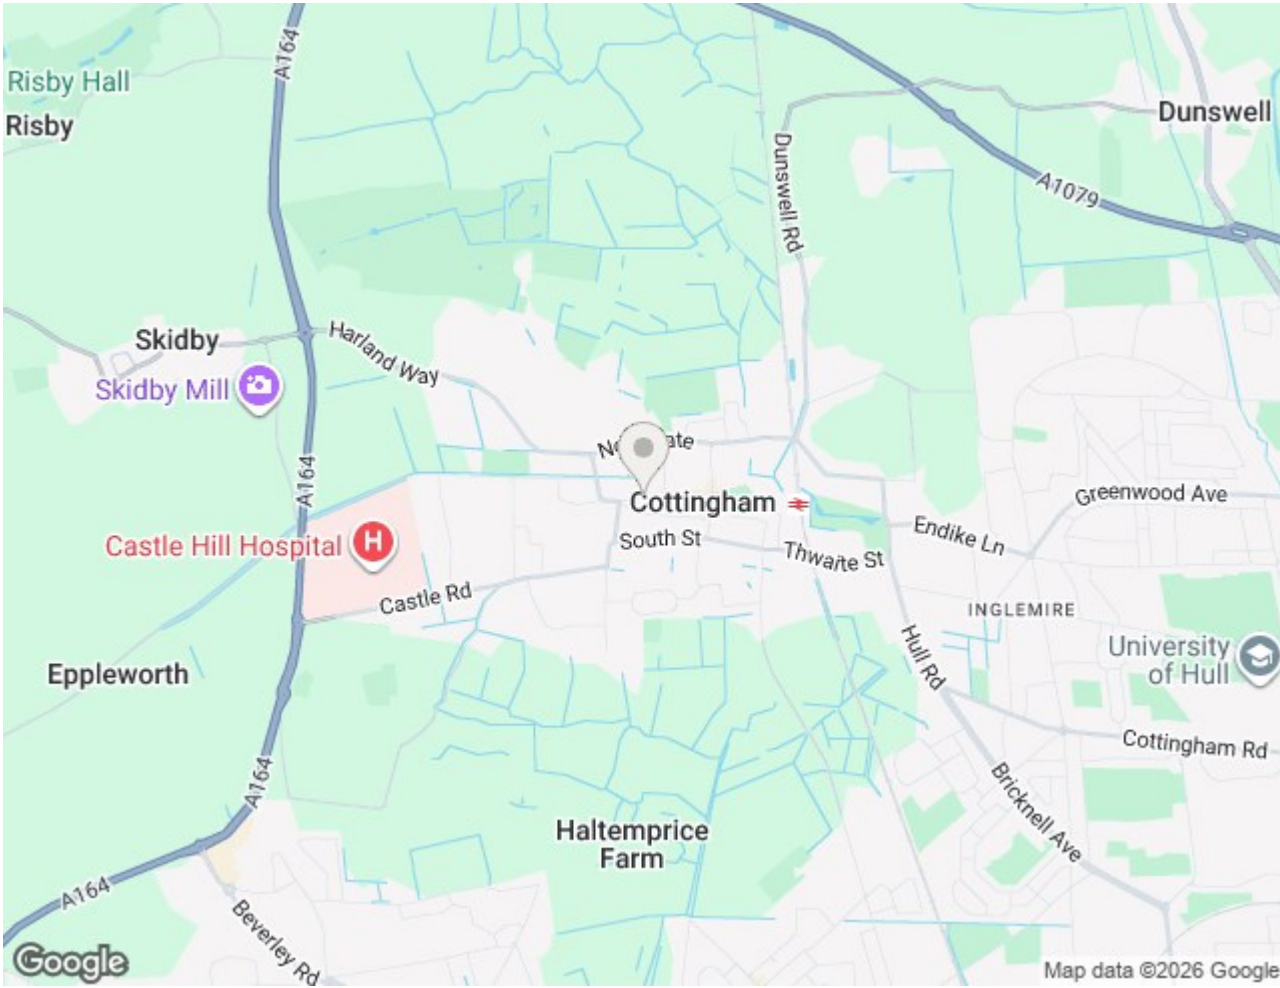 A164
Risby Hall
Risby
Dunswell
Dunswell Rd
A1079
Skidby
Harland Way
Skidby Mill
A164
Cottingham
Greenwood Ave
South St
Endike Ln
Castle Hill Hospital
H
Thwaite St
Castle Rd
INGLEMIRE
Hull Rd
University
of Hull
Eppleworth
Cottingham Rd
A164
Bricknell Ave
Haltemprice
Farm
A164
Beverley Rd
Google
Map data ©2026 Google